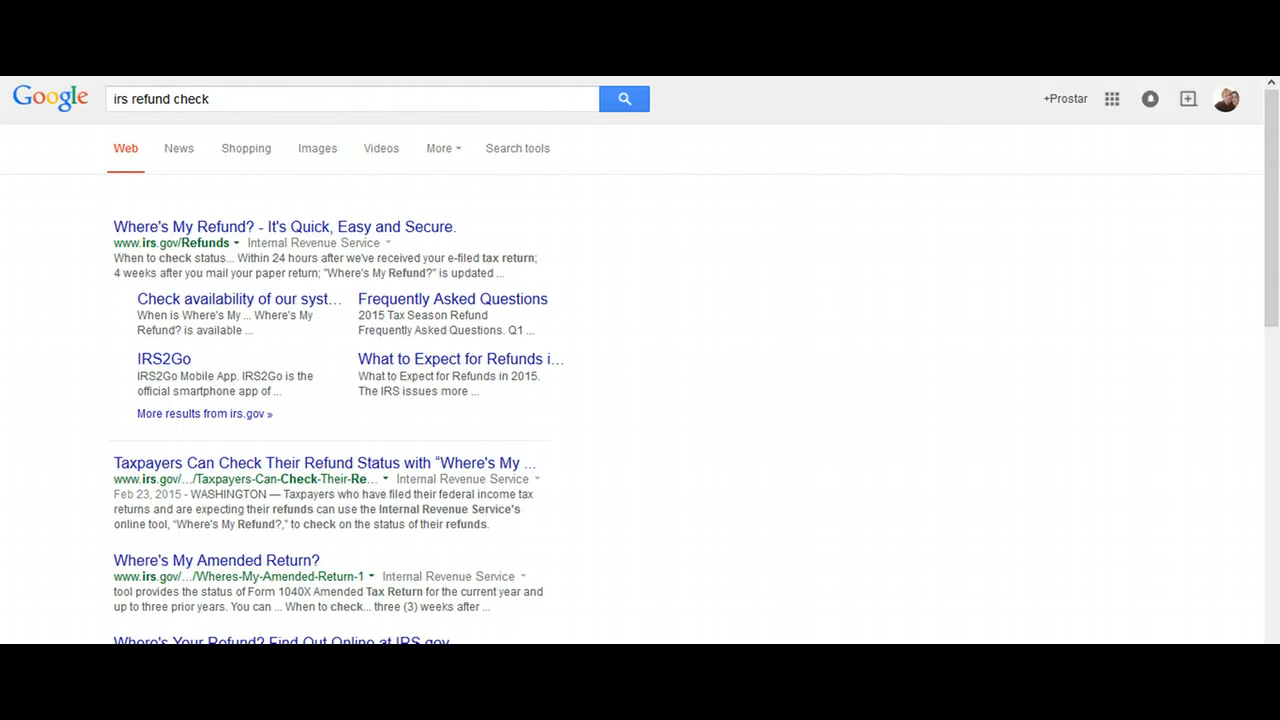 Google
irs refund check
+Prostar
Web News Shopping Images Videos More Search tools
Where's My Refund? - It's Quick, Easy and Secure.
www.irs.gov/Refunds Internal Revenue Service
When to check status... Within 24 hours after we've received your e-filed tax return;
4 weeks after you mail your paper return; "Where's My Refund?" is updated ...
Check availability of our syst...
When is Where's My ... Where's My
Refund? is available ...
Frequently Asked Questions
2015 Tax Season Refund
Frequently Asked Questions. Q1 ...
IRS2Go
IRS2Go Mobile App. IRS2Go is the
official smartphone app of ...
What to Expect for Refunds i...
What to Expect for Refunds in 2015.
The IRS issues more ...
More results from irs.gov »
Taxpayers Can Check Their Refund Status with “Where's My ...
www.irs.gov/.../Taxpayers-Can-Check-Their-Re... Internal Revenue Service
Feb 23, 2015 - WASHINGTON — Taxpayers who have filed their federal income tax
returns and are expecting their refunds can use the Internal Revenue Service's
online tool, “Where's My Refund?,” to check on the status of their refunds.
Where's My Amended Return?
www.irs.gov/.../Wheres-My-Amended-Return-1 Internal Revenue Service
tool provides the status of Form 1040X Amended Tax Return for the current year and
up to three prior years. You can ... When to check... three (3) weeks after ...
Where's Your Refund? Find Out Online at IRS.gov